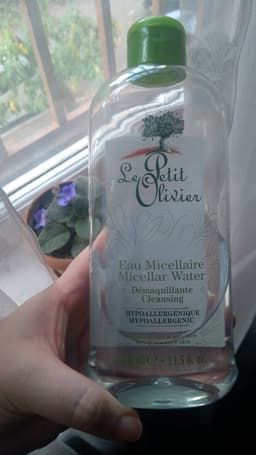 Le Petit
Olivier
Eau Micellaire
Micellar Water
Démaquillante
Cleansing
HYPOALLERGÉNIQUE
HYPOALLERGENIC